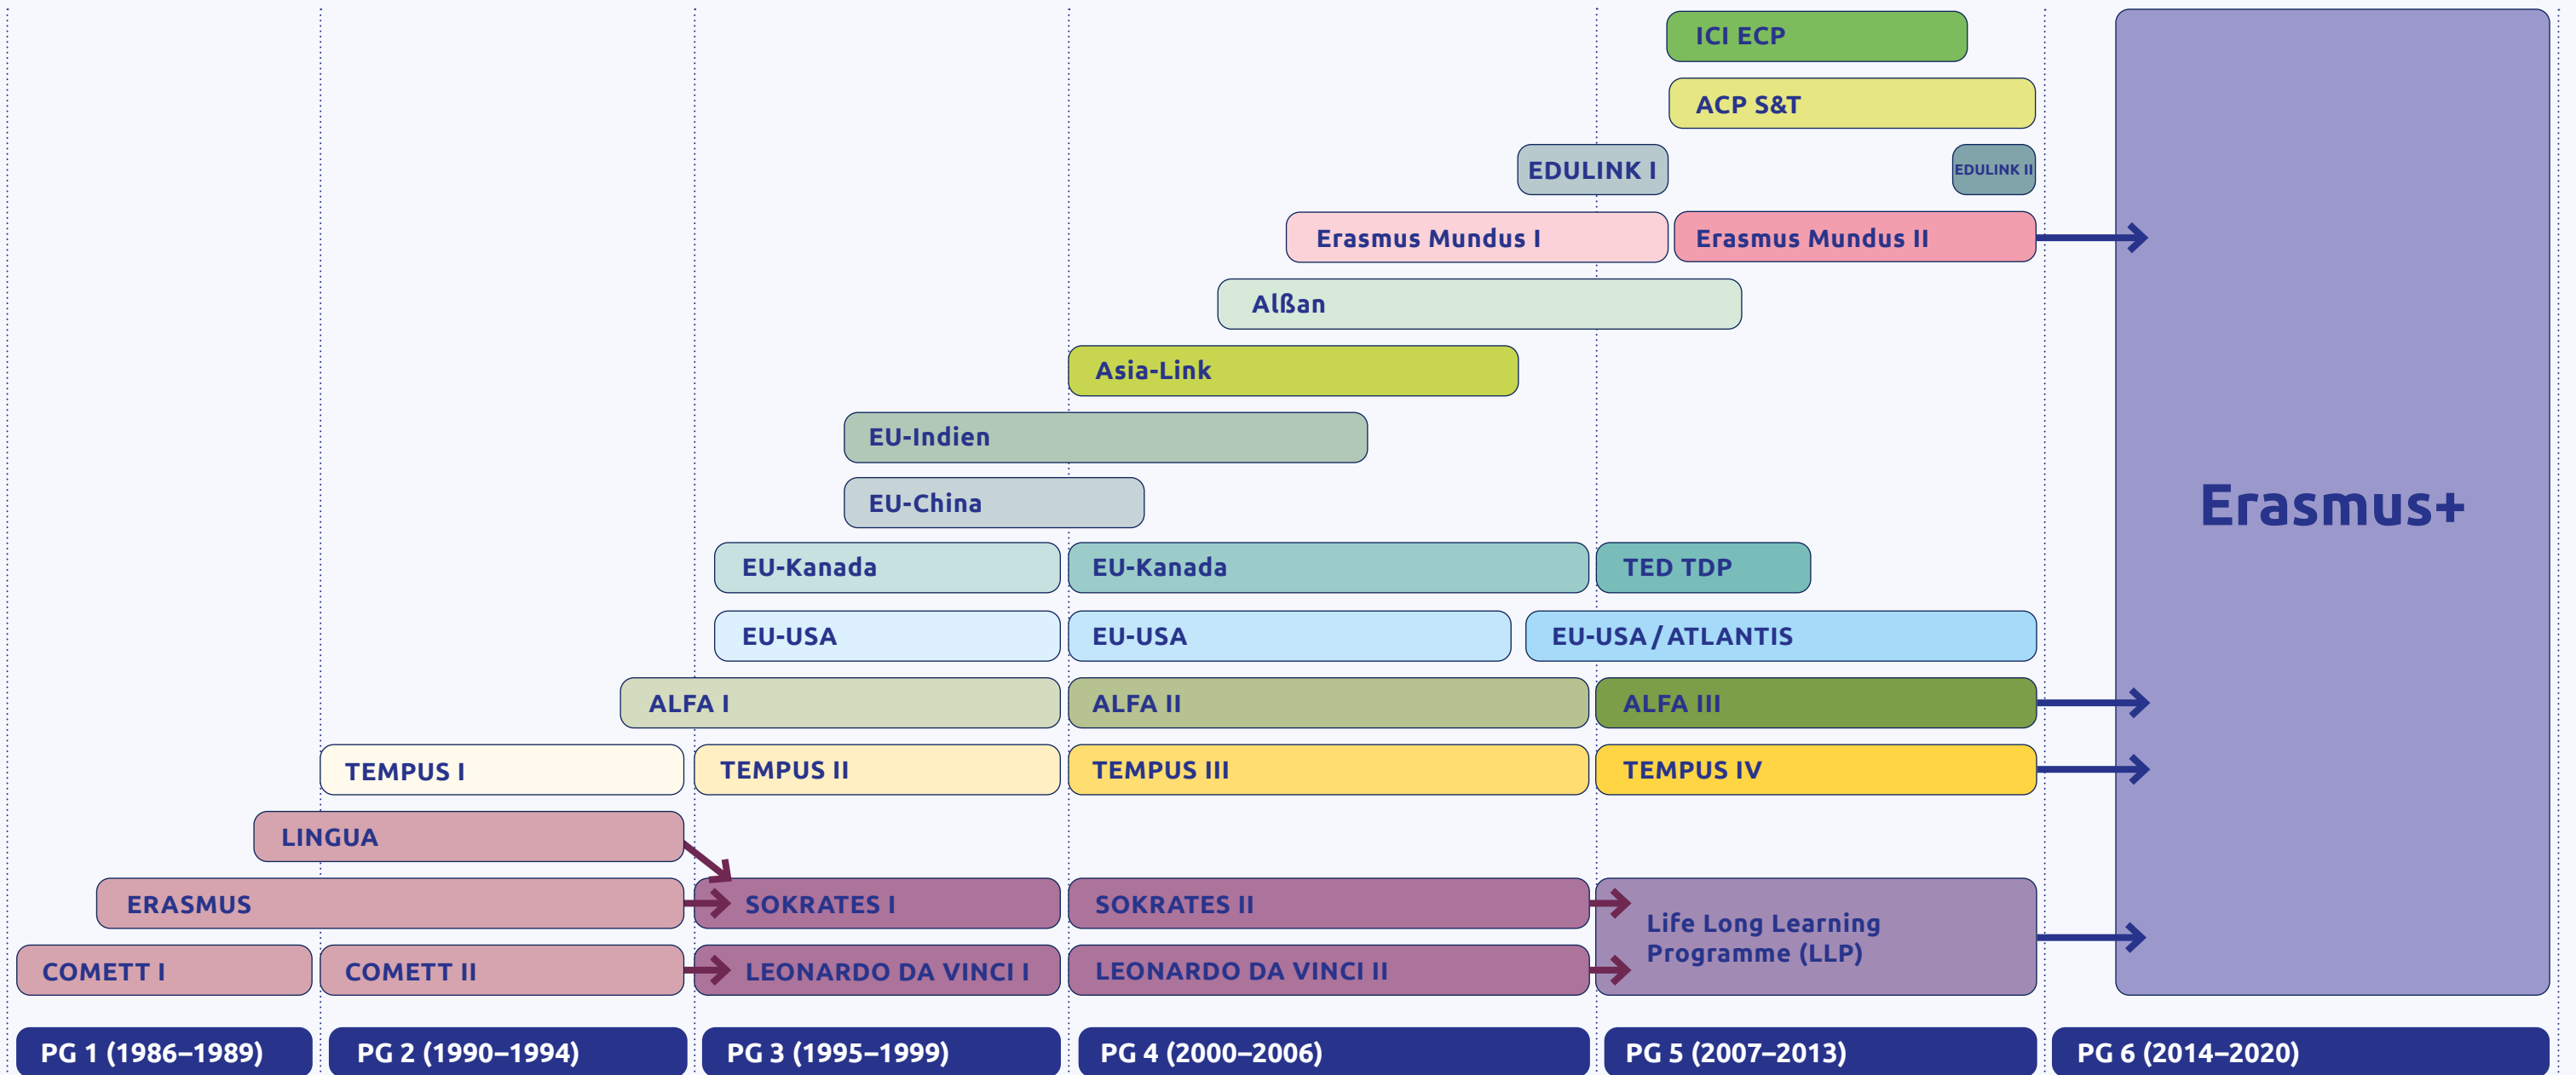 ICI ECP
ACP S&T
EDULINK I
EDULINK II
Erasmus Mundus I
Erasmus Mundus II
Alßan
Asia-Link
EU-Indien
EU-China
Erasmus+
EU-Kanada
EU-Kanada
TED TDP
EU-USA
EU-USA
EU-USA / ATLANTIS
ALFA I
ALFA II
ALFA III
TEMPUS I
TEMPUS II
TEMPUS III
TEMPUS IV
LINGUA
ERASMUS
SOKRATES I
SOKRATES II
Life Long Learning
Programme (LLP)
COMETT I
COMETT II
LEONARDO DA VINCI I
LEONARDO DA VINCI II
PG 1 (1986–1989)
PG 2 (1990–1994)
PG 3 (1995–1999)
PG 4 (2000–2006)
PG 5 (2007–2013)
PG 6 (2014–2020)